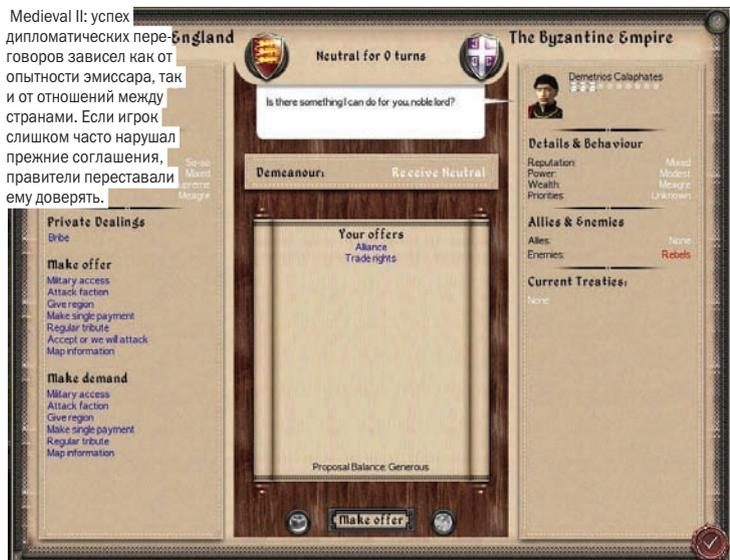 Medieval II: успех
дипломатических пере-
говоров зависел как от
опытности эмиссара, так
и от отношений между
странами. Если игрок
слишком часто нарушал
прежние соглашения,
правители переставали
ему доверять.
England
So-so
Mixed
Supreme
Meagre
Private Dealings
Bribe
Make offer
Military access
Attack faction
Give region
Make single payment
Regular tribute
Accept or we will attack
Map information
Make demand
Military access
Attack faction
Give region
Make single payment
Regular tribute
Map information
Neutral for 0 turns
Is there something I can do for you, noble lord?
Demeanour: Receive Neutral
Your offers
Alliance
Trade rights
Proposal Balance: Generous
Make offer
The Byzantine Empire
Demetrios Calaphates
Details & Behaviour
Reputation: Mixed
Power: Modest
Wealth: Meagre
Priorities: Unknown
Allies & Enemies
Allies: None
Enemies: Rebels
Current Treaties:
None